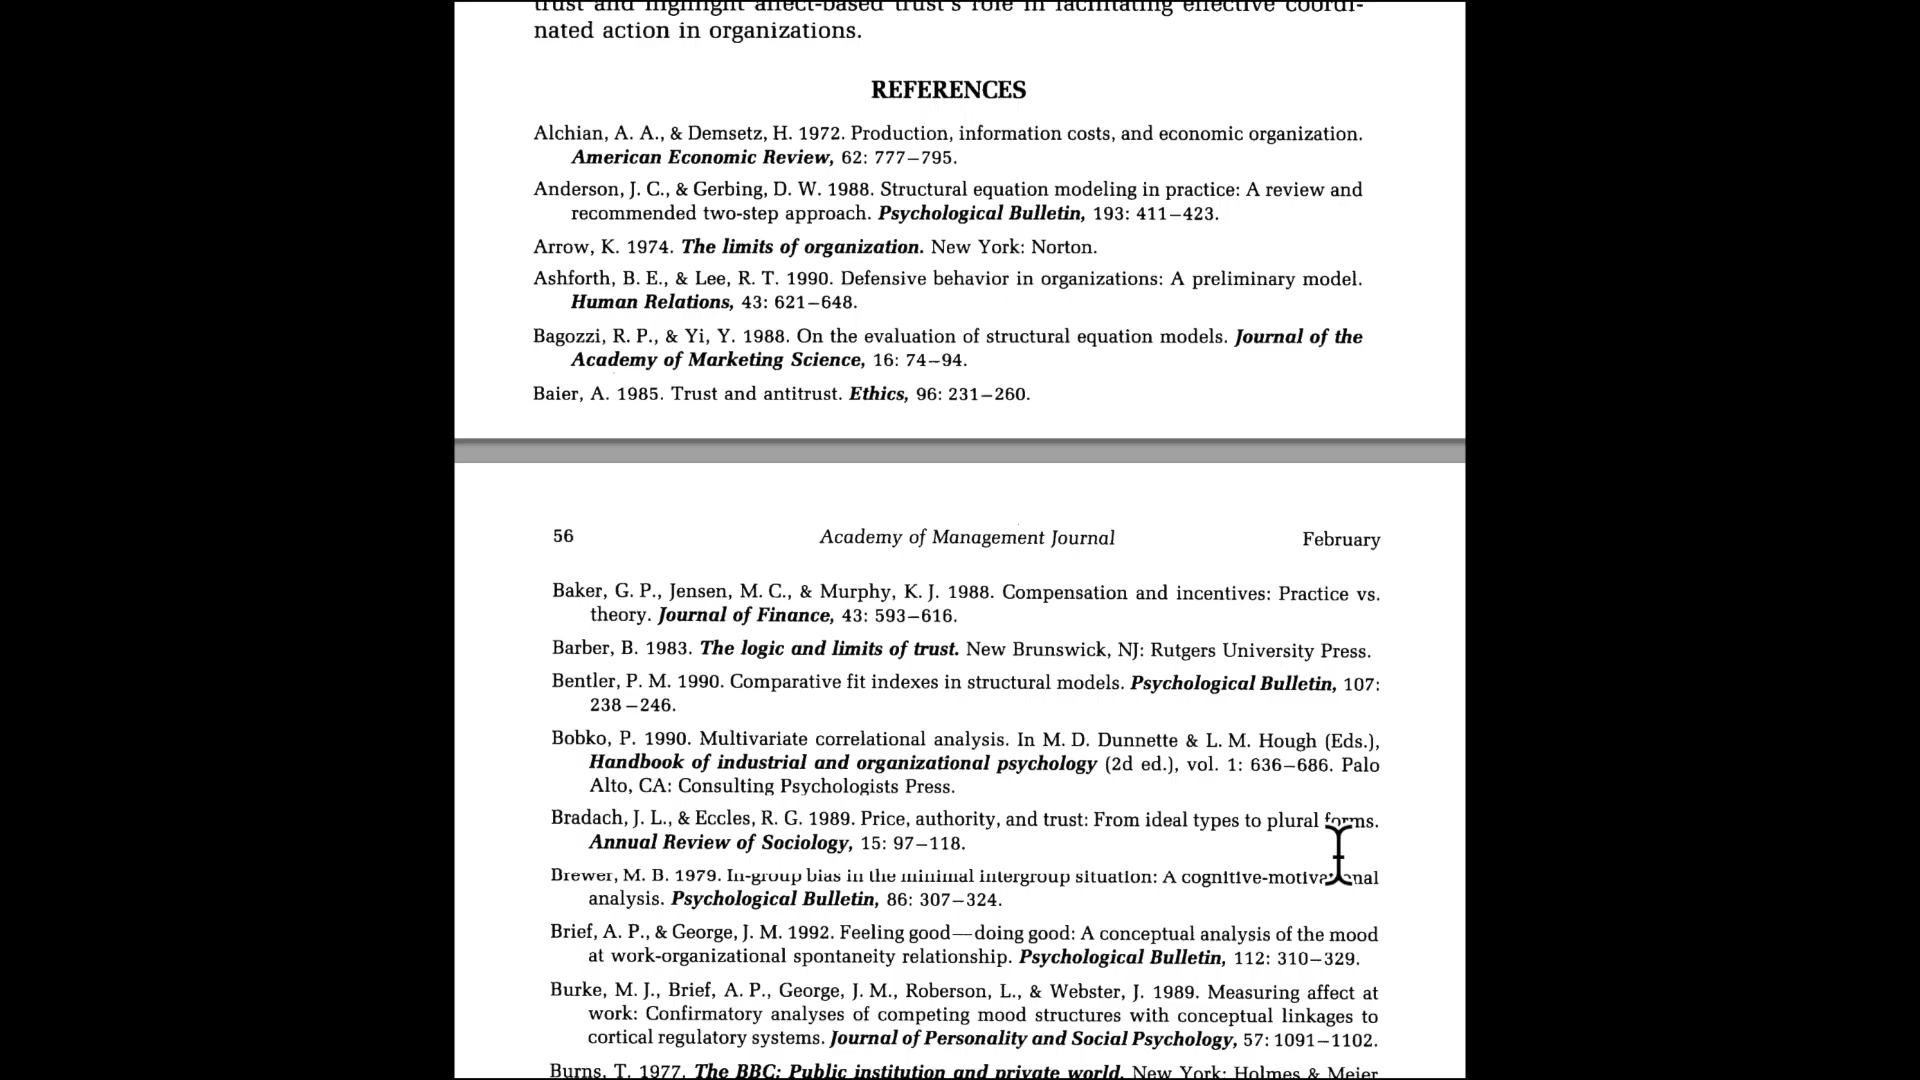 trust and highlight affect-based trust's role in facilitating effective coordi-
nated action in organizations.
REFERENCES
Alchian, A. A., & Demsetz, H. 1972. Production, information costs, and economic organization.
American Economic Review, 62: 777–795.
Anderson, J. C., & Gerbing, D. W. 1988. Structural equation modeling in practice: A review and
recommended two-step approach. Psychological Bulletin, 193: 411–423.
Arrow, K. 1974. The limits of organization. New York: Norton.
Ashforth, B. E., & Lee, R. T. 1990. Defensive behavior in organizations: A preliminary model.
Human Relations, 43: 621–648.
Bagozzi, R. P., & Yi, Y. 1988. On the evaluation of structural equation models. Journal of the
Academy of Marketing Science, 16: 74–94.
Baier, A. 1985. Trust and antitrust. Ethics, 96: 231–260.
56 Academy of Management Journal February
Baker, G. P., Jensen, M. C., & Murphy, K. J. 1988. Compensation and incentives: Practice vs.
theory. Journal of Finance, 43: 593–616.
Barber, B. 1983. The logic and limits of trust. New Brunswick, NJ: Rutgers University Press.
Bentler, P. M. 1990. Comparative fit indexes in structural models. Psychological Bulletin, 107:
238–246.
Bobko, P. 1990. Multivariate correlational analysis. In M. D. Dunnette & L. M. Hough (Eds.),
Handbook of industrial and organizational psychology (2d ed.), vol. 1: 636–686. Palo
Alto, CA: Consulting Psychologists Press.
Bradach, J. L., & Eccles, R. G. 1989. Price, authority, and trust: From ideal types to plural forms.
Annual Review of Sociology, 15: 97–118.
Brewer, M. B. 1979. In-group bias in the minimal intergroup situation: A cognitive-motivational
analysis. Psychological Bulletin, 86: 307–324.
Brief, A. P., & George, J. M. 1992. Feeling good—doing good: A conceptual analysis of the mood
at work-organizational spontaneity relationship. Psychological Bulletin, 112: 310–329.
Burke, M. J., Brief, A. P., George, J. M., Roberson, L., & Webster, J. 1989. Measuring affect at
work: Confirmatory analyses of competing mood structures with conceptual linkages to
cortical regulatory systems. Journal of Personality and Social Psychology, 57: 1091–1102.
Burns, T. 1977. The BBC: Public institution and private world. New York: Holmes & Meier